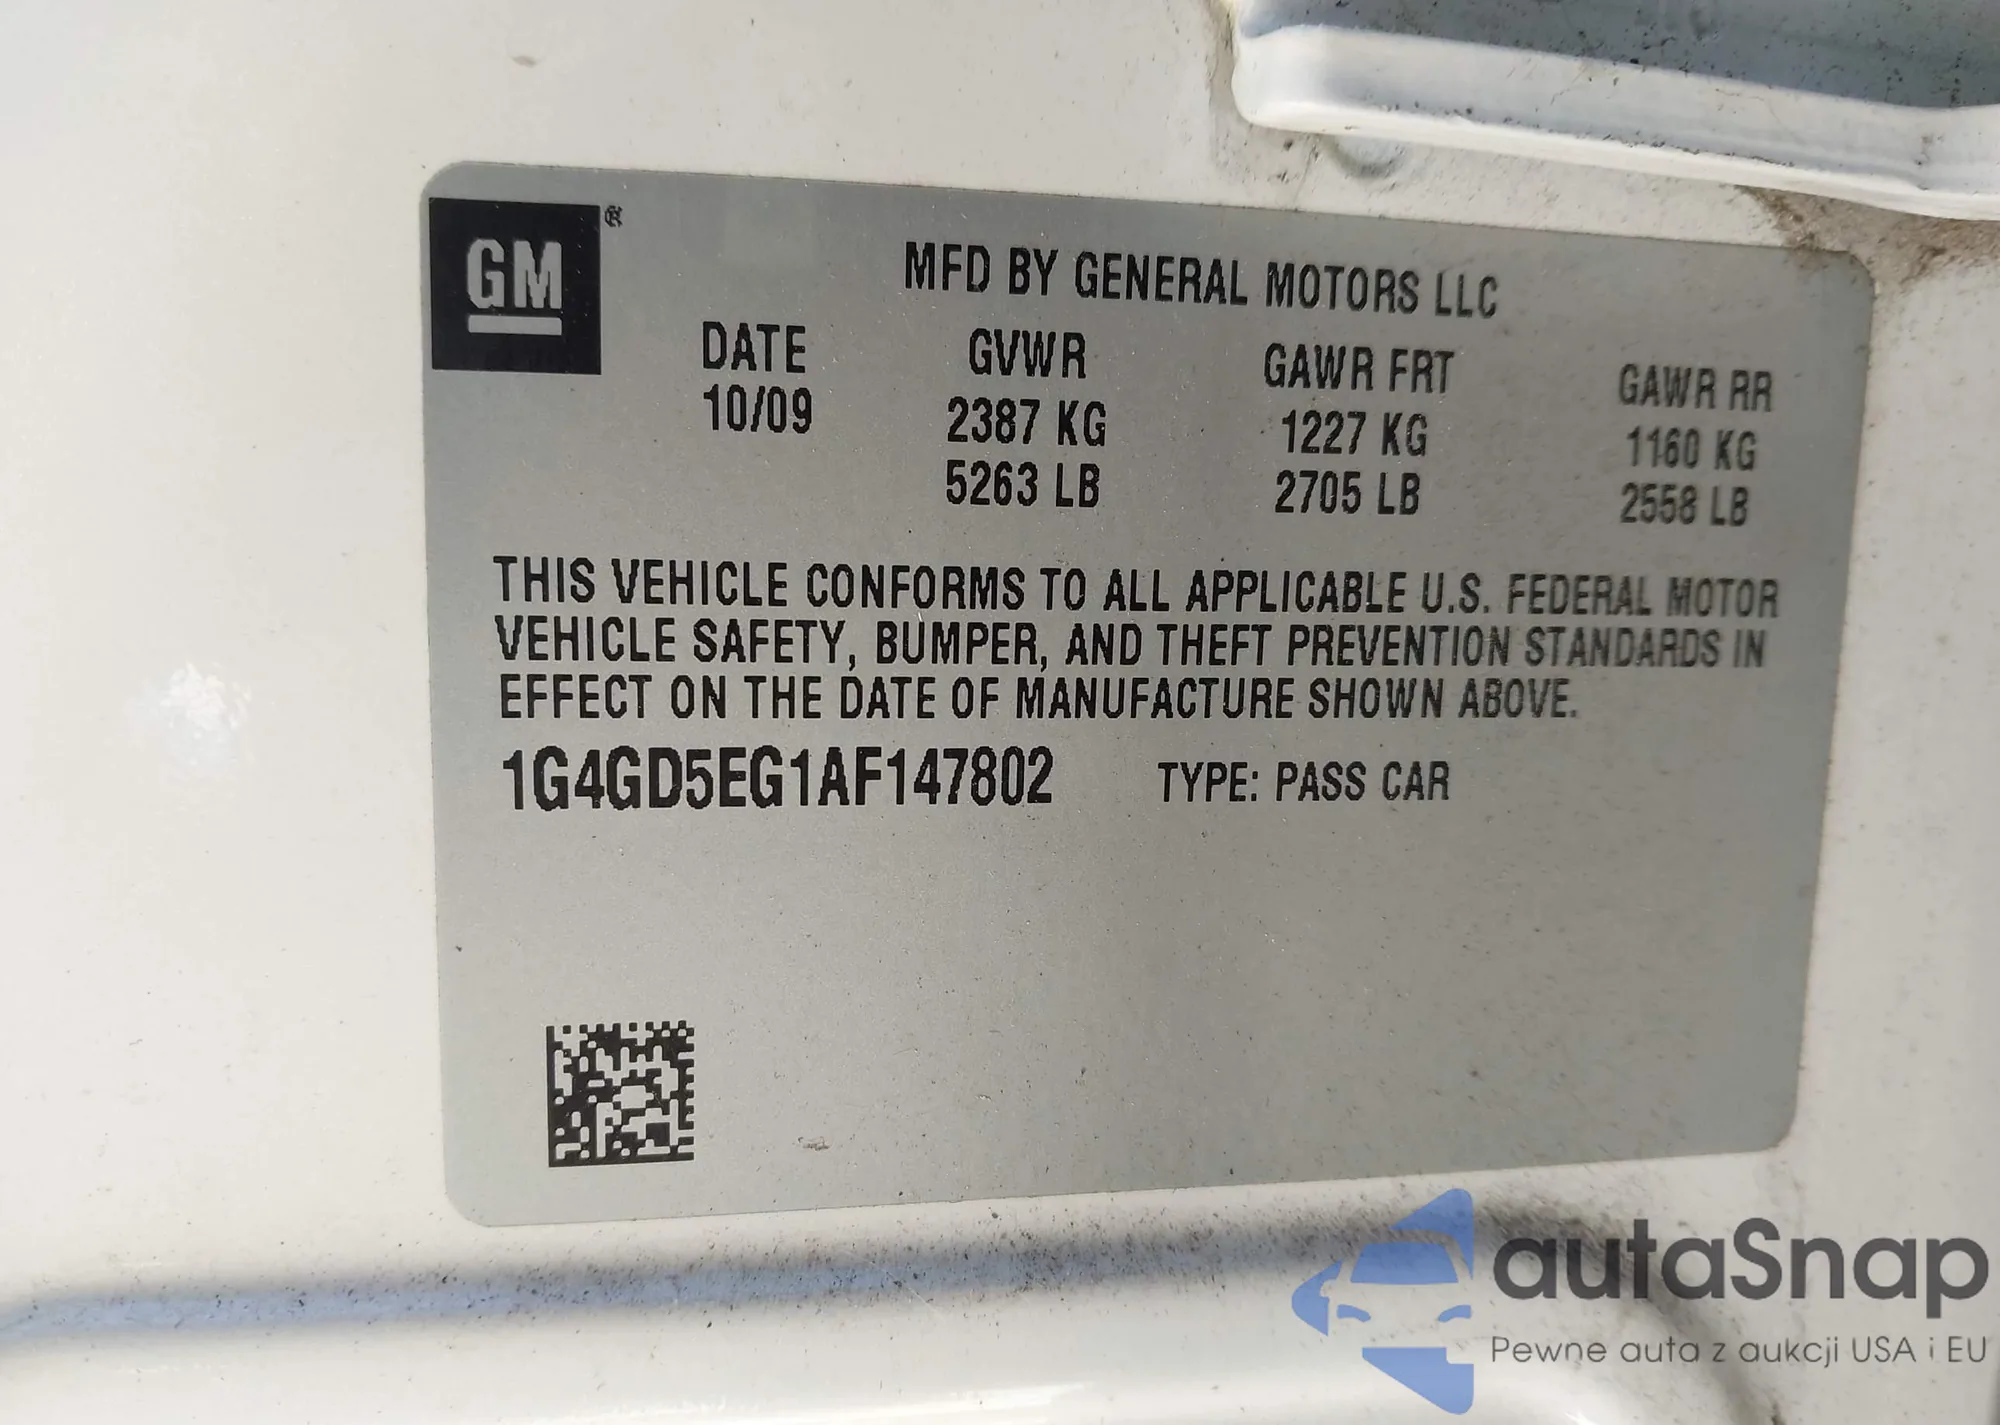 GM ®
MFD BY GENERAL MOTORS LLC
DATE GVWR GAWR FRT GAWR RR
10/09 2387 KG 1227 KG 1160 KG
5263 LB 2705 LB 2558 LB
THIS VEHICLE CONFORMS TO ALL APPLICABLE U.S. FEDERAL MOTOR
VEHICLE SAFETY, BUMPER, AND THEFT PREVENTION STANDARDS IN
EFFECT ON THE DATE OF MANUFACTURE SHOWN ABOVE.
1G4GD5EG1AF147802 TYPE: PASS CAR
autaSnap
Pewne auta z aukcji USA i EU